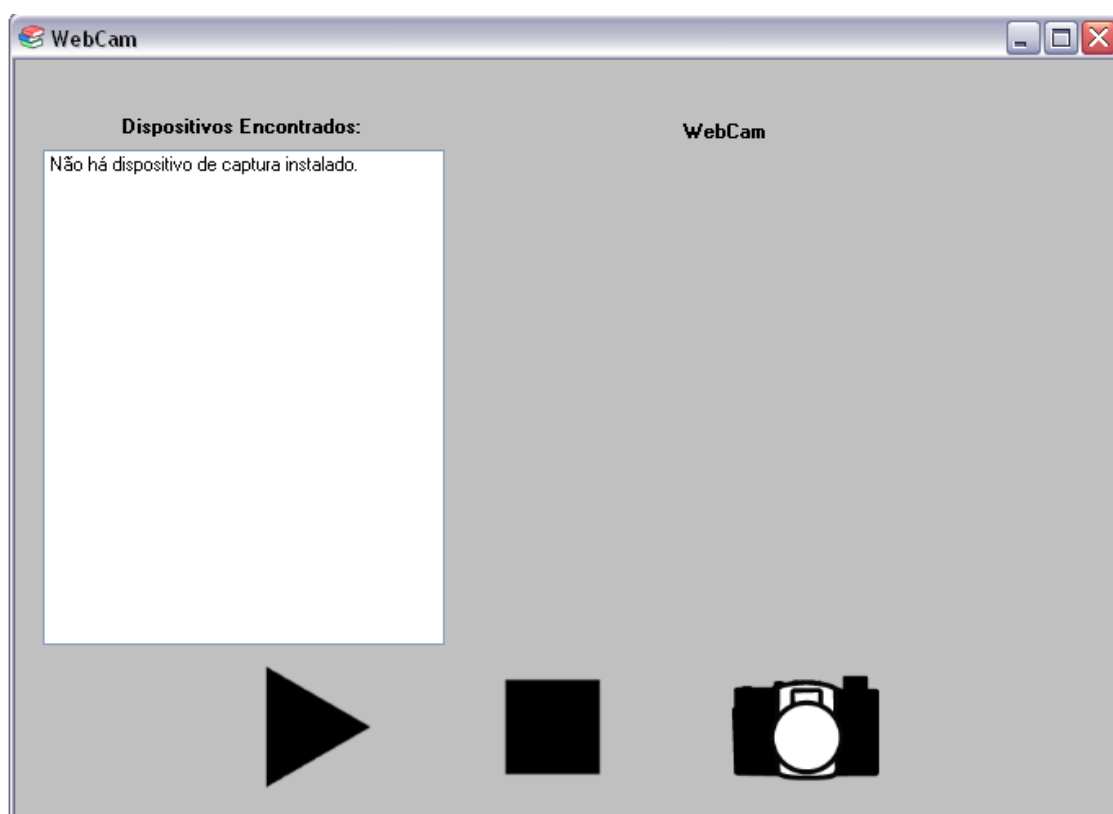 WebCam
Dispositivos Encontrados:
WebCam
Não há dispositivo de captura instalado.